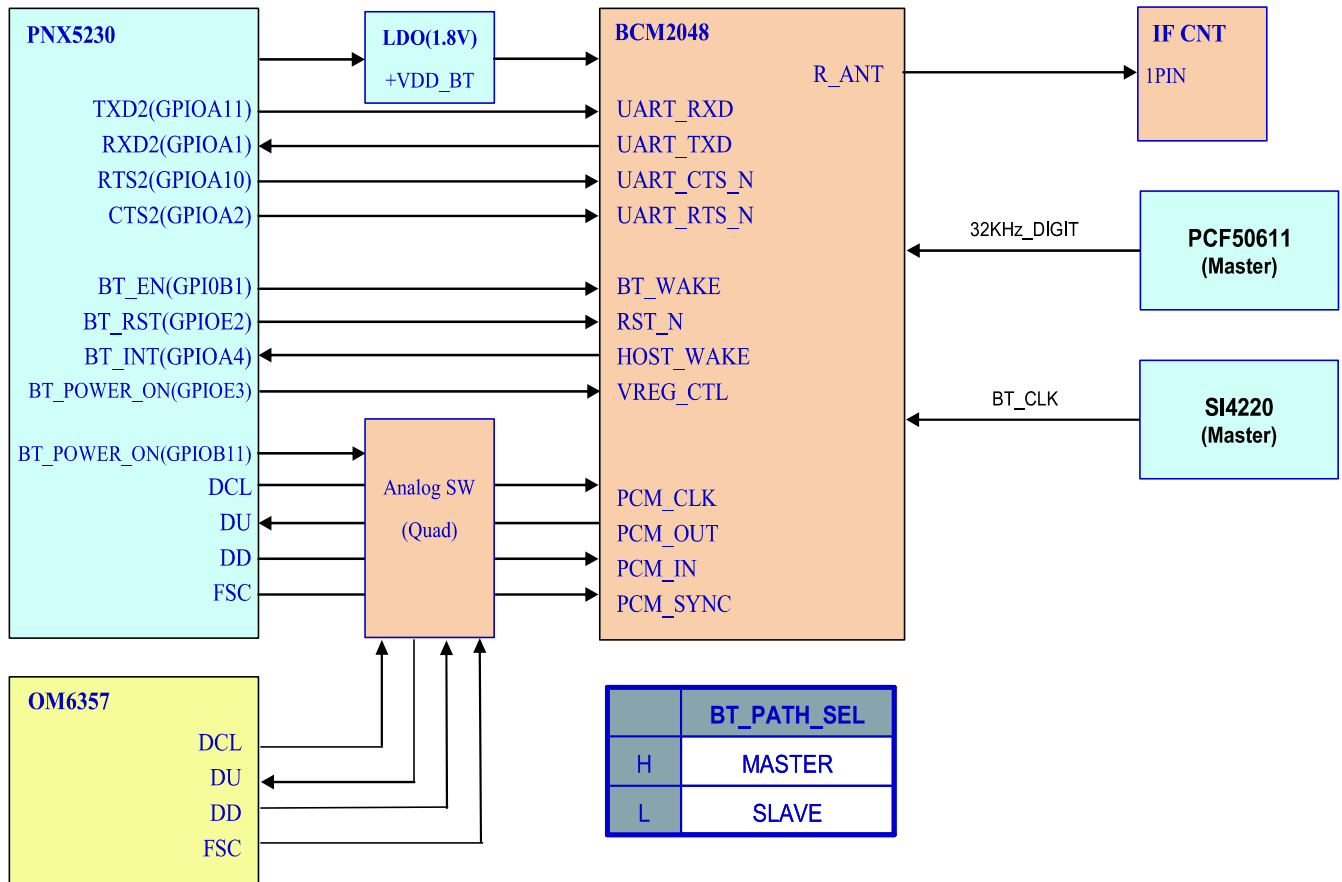 PNX5230
TXD2(GPIOA11)
RXD2(GPIOA1)
RTS2(GPIOA10)
CTS2(GPIOA2)
BT_EN(GPI0B1)
BT_RST(GPIOE2)
BT_INT(GPIOA4)
BT_POWER_ON(GPIOE3)
BT_POWER_ON(GPIOB11)
DCL
DU
DD
FSC
LDO(1.8V)
+VDD_BT
Analog SW
(Quad)
BCM2048
R_ANT
UART_RXD
UART_TXD
UART_CTS_N
UART_RTS_N
BT_WAKE
RST_N
HOST_WAKE
VREG_CTL
PCM_CLK
PCM_OUT
PCM_IN
PCM_SYNC
IF CNT
1PIN
32KHz_DIGIT
PCF50611
(Master)
BT_CLK
SI4220
(Master)
OM6357
DCL
DU
DD
FSC
BT_PATH_SEL
H MASTER
L SLAVE